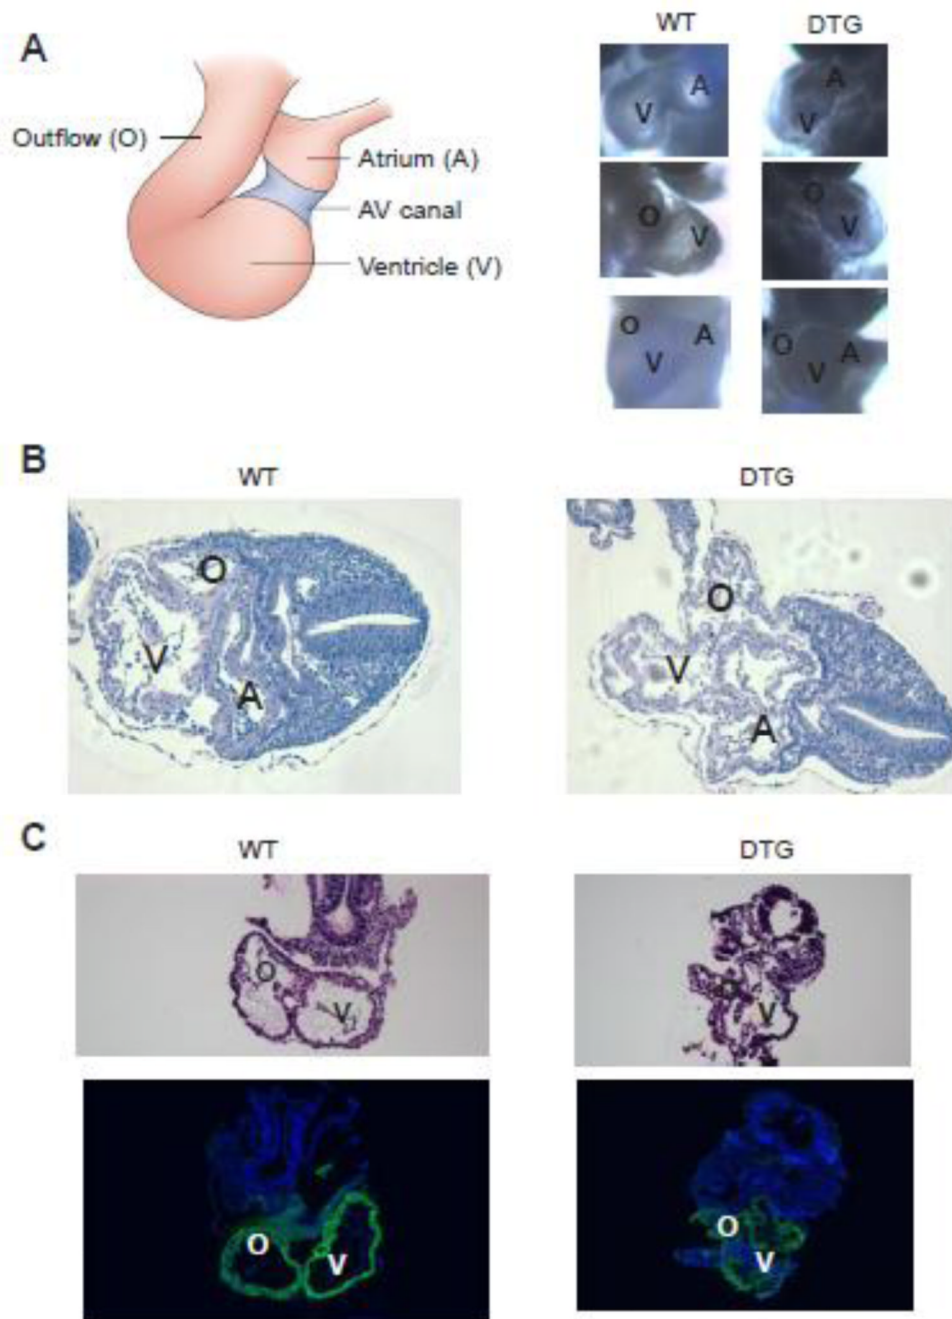 A
WT DTG
Outflow (O)
Atrium (A)
AV canal
Ventricle (V)
V A
A V
O V
O V
O V A
O V A
B
WT DTG
O V A
O V A
C
WT DTG
O V
O V
O V
O V